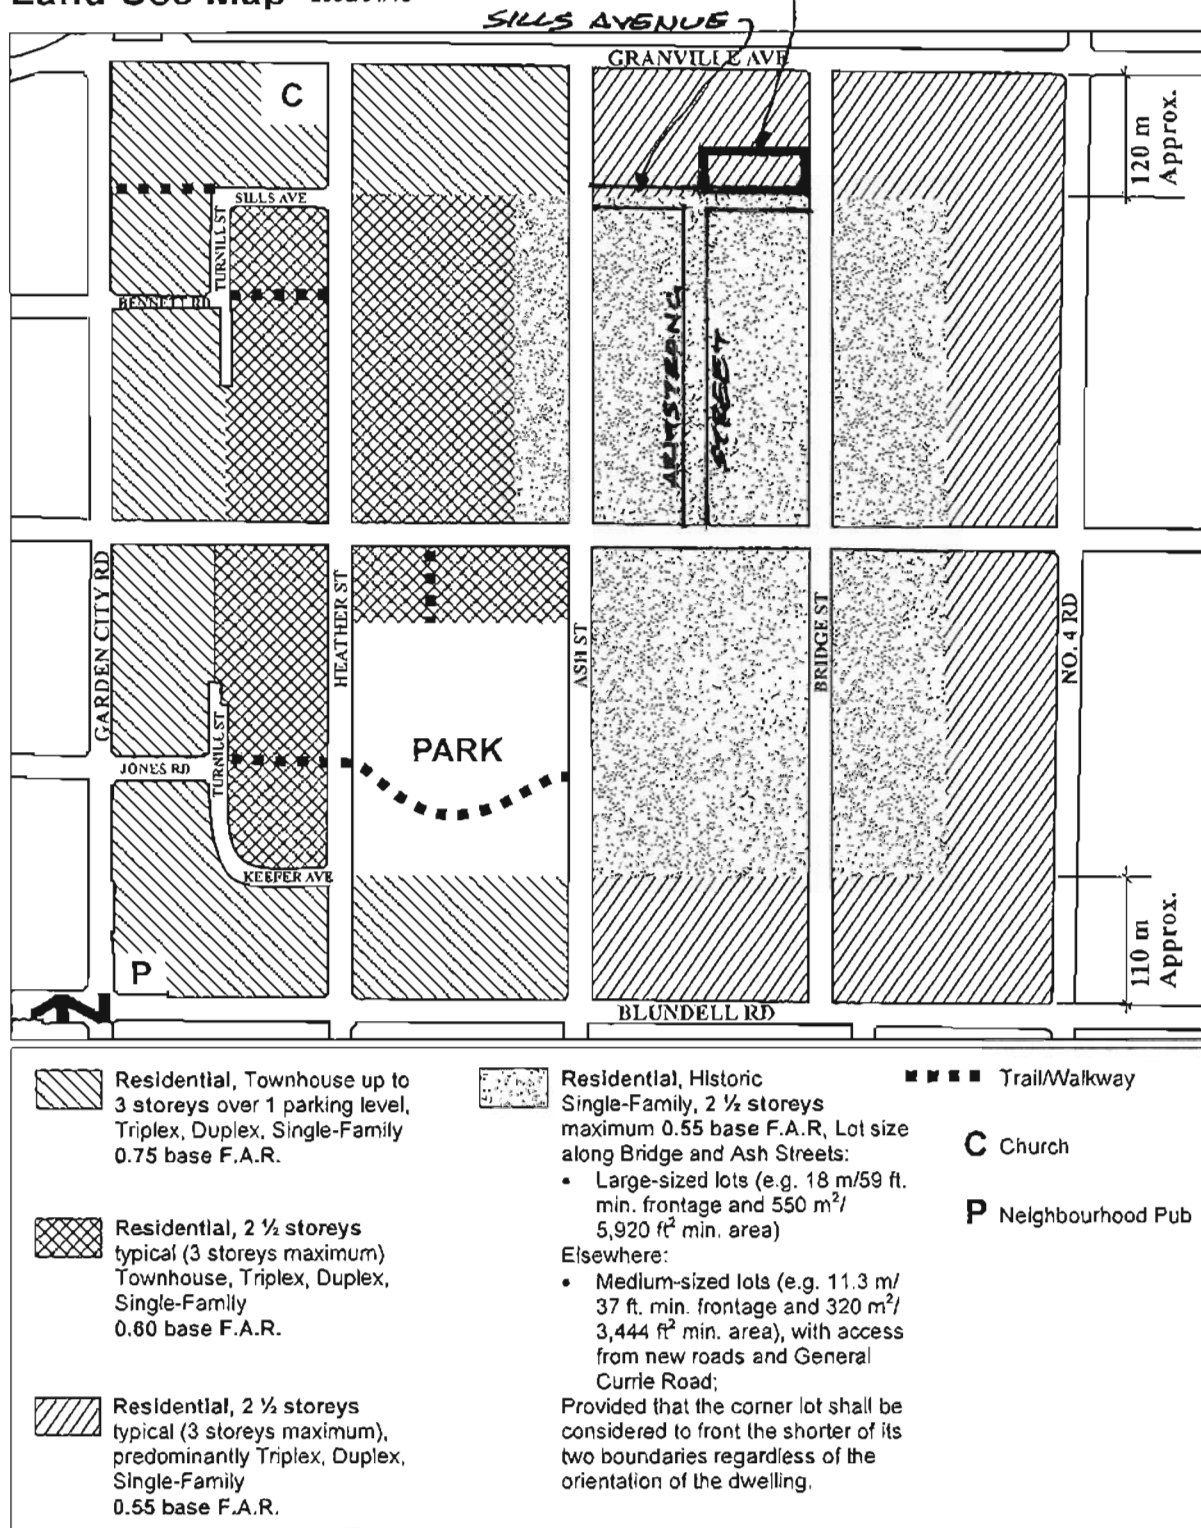 Land Use Map
SILLS AVENUE
GRANVILLE AVE
C
120 m
Approx.
SILLS AVE
TURNILL ST
BENNETT RD
ARMSTRONG
STREET
GARDEN CITY RD
HEATHER ST
ASH ST
BRIDGE ST
NO. 4 RD
PARK
JONES RD
TURNILL ST
KEEFER AVE
110 m
Approx.
P
BLUNDELL RD
Residential, Townhouse up to
3 storeys over 1 parking level,
Triplex, Duplex, Single-Family
0.75 base F.A.R.
Residential, 2 ½ storeys
typical (3 storeys maximum)
Townhouse, Triplex, Duplex,
Single-Family
0.60 base F.A.R.
Residential, 2 ½ storeys
typical (3 storeys maximum),
predominantly Triplex, Duplex,
Single-Family
0.55 base F.A.R.
Residential, Historic
Single-Family, 2 ½ storeys
maximum 0.55 base F.A.R, Lot size
along Bridge and Ash Streets:
• Large-sized lots (e.g. 18 m/59 ft.
min. frontage and 550 m²/
5,920 ft² min. area)
Elsewhere:
• Medium-sized lots (e.g. 11.3 m/
37 ft. min. frontage and 320 m²/
3,444 ft² min. area), with access
from new roads and General
Currie Road;
Provided that the corner lot shall be
considered to front the shorter of its
two boundaries regardless of the
orientation of the dwelling.
Trail/Walkway
C Church
P Neighbourhood Pub